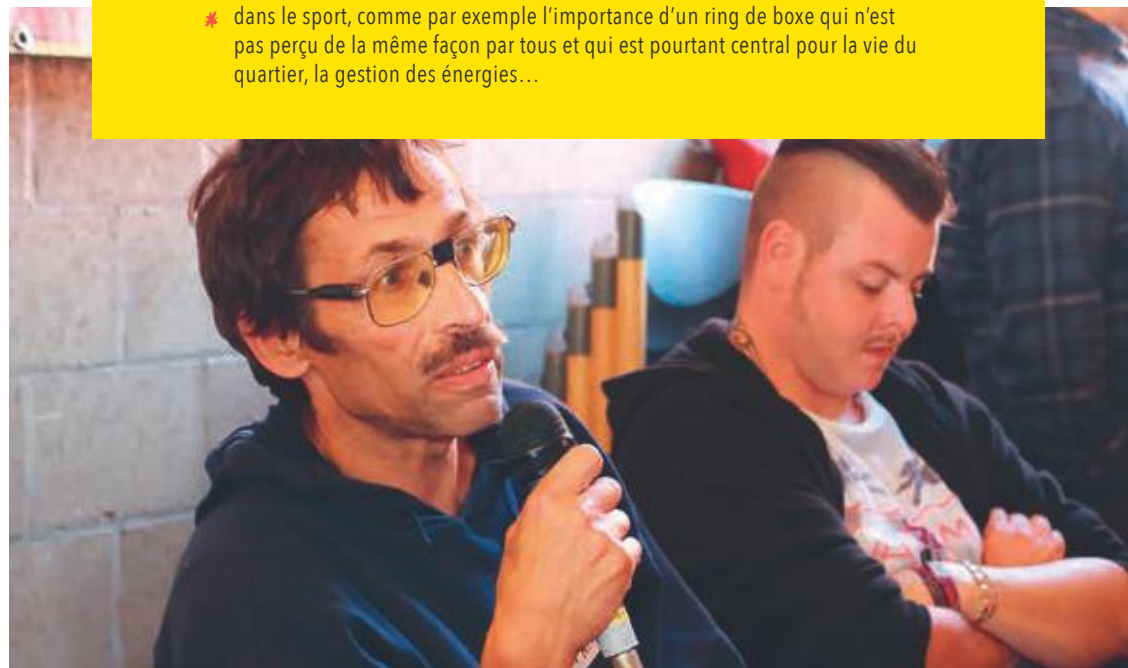 dans le sport, comme par exemple l’importance d’un ring de boxe qui n’est
pas perçu de la même façon par tous et qui est pourtant central pour la vie du
quartier, la gestion des énergies…